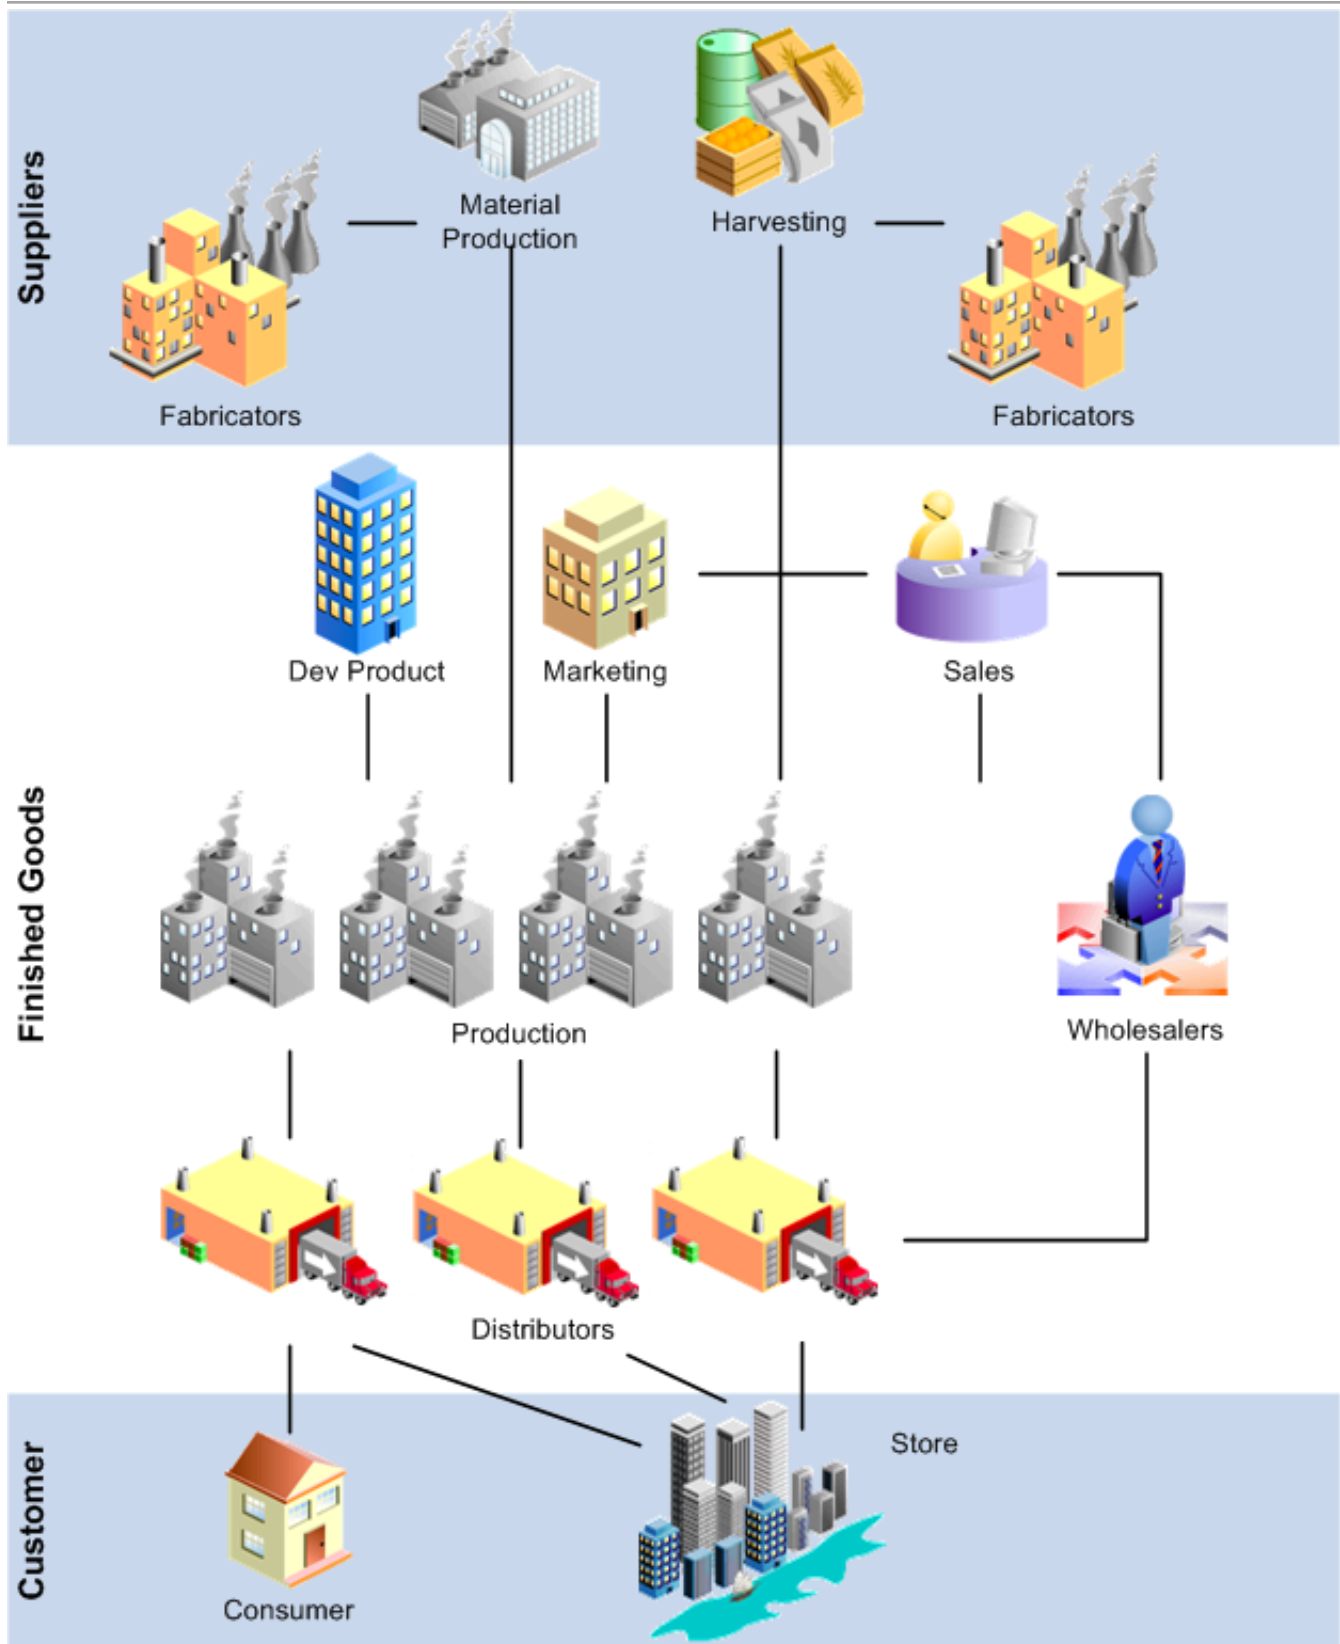 Suppliers
Material
Production
Harvesting
Fabricators
Fabricators
Finished Goods
Dev Product
Marketing
Sales
Production
Wholesalers
Distributors
Customer
Store
Consumer